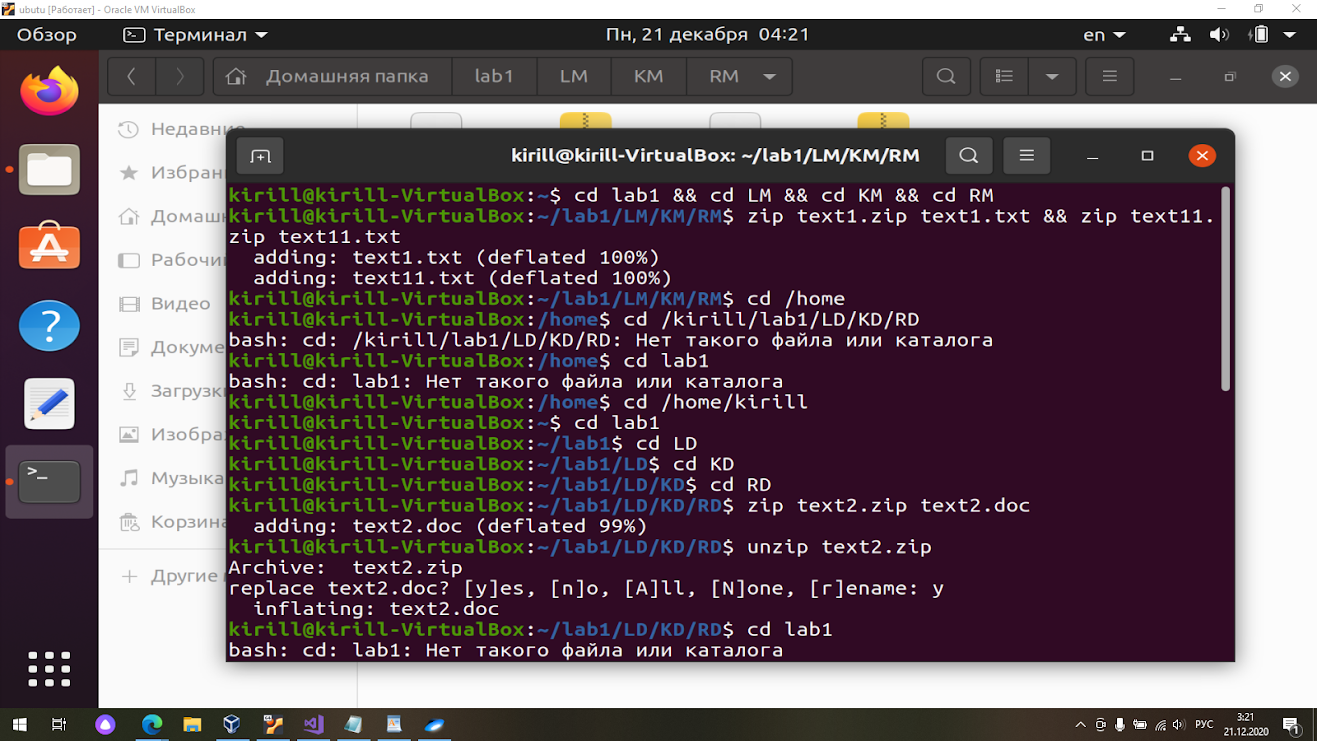 ubutu [Работает] - Oracle VM VirtualBox
Обзор Терминал Пн, 21 декабря 04:21 en
Домашняя папка lab1 LM KM RM
Недавние
kirill@kirill-VirtualBox: ~/lab1/LM/KM/RM
kirill@kirill-VirtualBox:~$ cd lab1 && cd LM && cd KM && cd RM
kirill@kirill-VirtualBox:~/lab1/LM/KM/RM$ zip text1.zip text1.txt && zip text11.
zip text11.txt
adding: text1.txt (deflated 100%)
adding: text11.txt (deflated 100%)
kirill@kirill-VirtualBox:~/lab1/LM/KM/RM$ cd /home
kirill@kirill-VirtualBox:/home$ cd /kirill/lab1/LD/KD/RD
bash: cd: /kirill/lab1/LD/KD/RD: Нет такого файла или каталога
kirill@kirill-VirtualBox:/home$ cd lab1
bash: cd: lab1: Нет такого файла или каталога
kirill@kirill-VirtualBox:/home$ cd /home/kirill
kirill@kirill-VirtualBox:~$ cd lab1
kirill@kirill-VirtualBox:~/lab1$ cd LD
kirill@kirill-VirtualBox:~/lab1/LD$ cd KD
kirill@kirill-VirtualBox:~/lab1/LD/KD$ cd RD
kirill@kirill-VirtualBox:~/lab1/LD/KD/RD$ zip text2.zip text2.doc
adding: text2.doc (deflated 99%)
kirill@kirill-VirtualBox:~/lab1/LD/KD/RD$ unzip text2.zip
Archive:  text2.zip
replace text2.doc? [y]es, [n]o, [A]ll, [N]one, [r]ename: y
inflating: text2.doc
kirill@kirill-VirtualBox:~/lab1/LD/KD/RD$ cd lab1
bash: cd: lab1: Нет такого файла или каталога
Избран
Домашн
Рабочи
Видео
Докуме
Загрузк
Изобра
Музыка
Корзина
Другие
РУС
3:21
21.12.2020
1